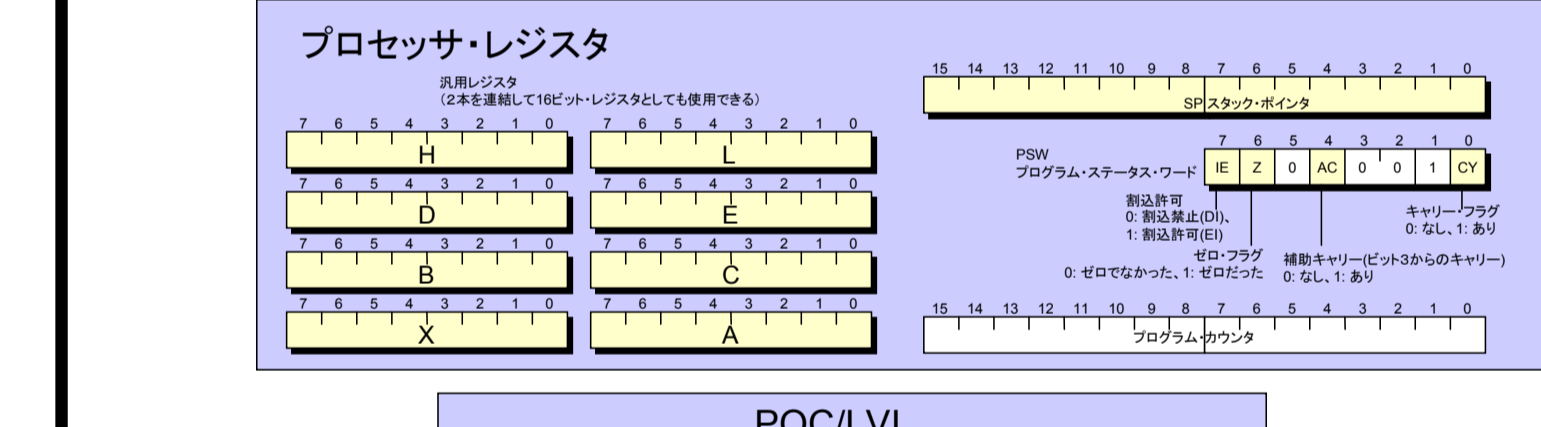 プロセッサ・レジスタ
汎用レジスタ
（2本を連結して16ビット・レジスタとしても使用できる）
7 6 5 4 3 2 1 0
H
7 6 5 4 3 2 1 0
L
7 6 5 4 3 2 1 0
D
7 6 5 4 3 2 1 0
E
7 6 5 4 3 2 1 0
B
7 6 5 4 3 2 1 0
C
7 6 5 4 3 2 1 0
X
7 6 5 4 3 2 1 0
A
15 14 13 12 11 10 9 8 7 6 5 4 3 2 1 0
SP スタック・ポインタ
PSW
プログラム・ステータス・ワード
7 6 5 4 3 2 1 0
IE Z 0 AC 0 0 1 CY
割込許可
0: 割込禁止(DI)、
1: 割込許可(EI)
ゼロ・フラグ
0: ゼロでなかった、1: ゼロだった
補助キャリー(ビット3からのキャリー)
0: なし、1: あり
キャリー・フラグ
0: なし、1: あり
15 14 13 12 11 10 9 8 7 6 5 4 3 2 1 0
プログラム・カウンタ
POC/LVI